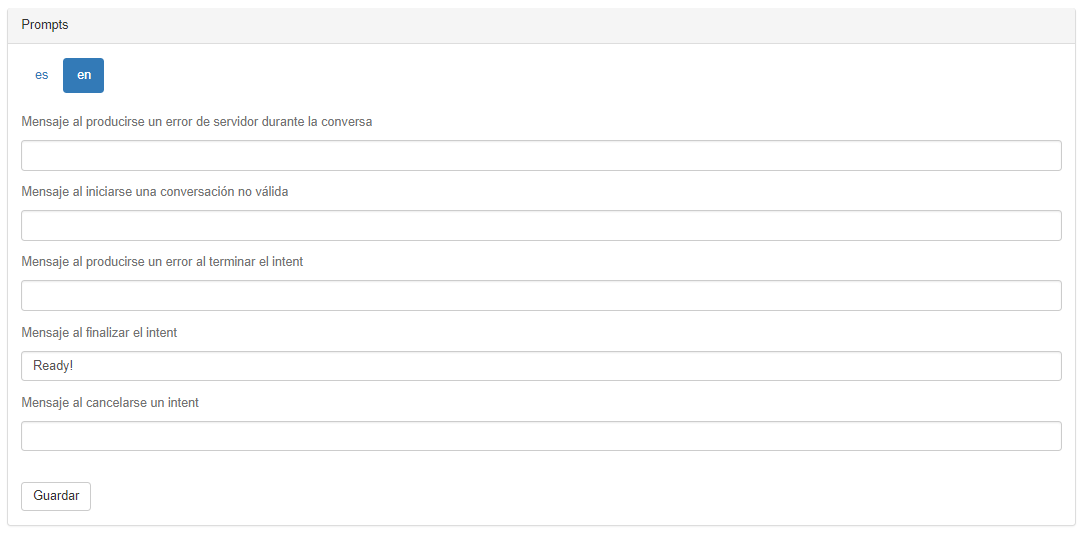 Prompts
es en
Mensaje al producirse un error de servidor durante la conversa
Mensaje al iniciarse una conversación no válida
Mensaje al producirse un error al terminar el intent
Mensaje al finalizar el intent
Ready!
Mensaje al cancelarse un intent
Guardar